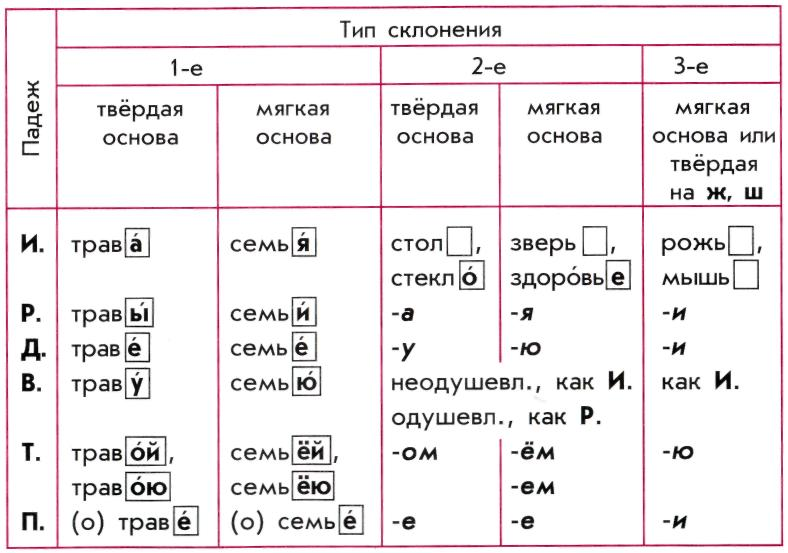 Падеж
Тип склонения
1-е 2-е 3-е
твёрдая основа мягкая основа твёрдая основа мягкая основа мягкая основа или твёрдая на ж, ш
И. трава́ семья́ стол , зверь , рожь ,
стекло́ здоро́вье мышь
Р. травы́ семьи́ -а -я -и
Д. траве́ семье́ -у -ю -и
В. траву́ семью́ неодушевл., как И. как И.
одушевл., как Р.
Т. траво́й, семьёй, -ом -ём -ю
траво́ю семьёю -ем
П. (о) траве́ (о) семье́ -е -е -и